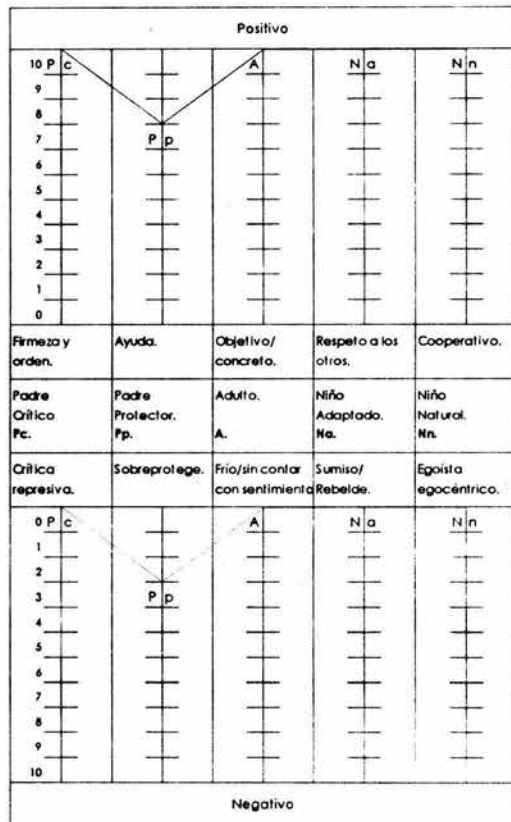 Positivo
10 P c A N a N n
9
8
7 P p
6
5
4
3
2
1
0
Firmeza y orden. Ayuda. Objetivo/ concreto. Respeto a los otros. Cooperativo.
Padre Crítico Pc. Padre Protector. Pp. Adulto. A. Niño Adaptado. Na. Niño Natural. Nn.
Crítica represiva. Sobreprotege. Frío/sin contar con sentimienta Sumiso/ Rebelde. Egoísta egocéntrico.
0 P c A N a N n
1
2
3 P p
4
5
6
7
8
9
10
Negativo